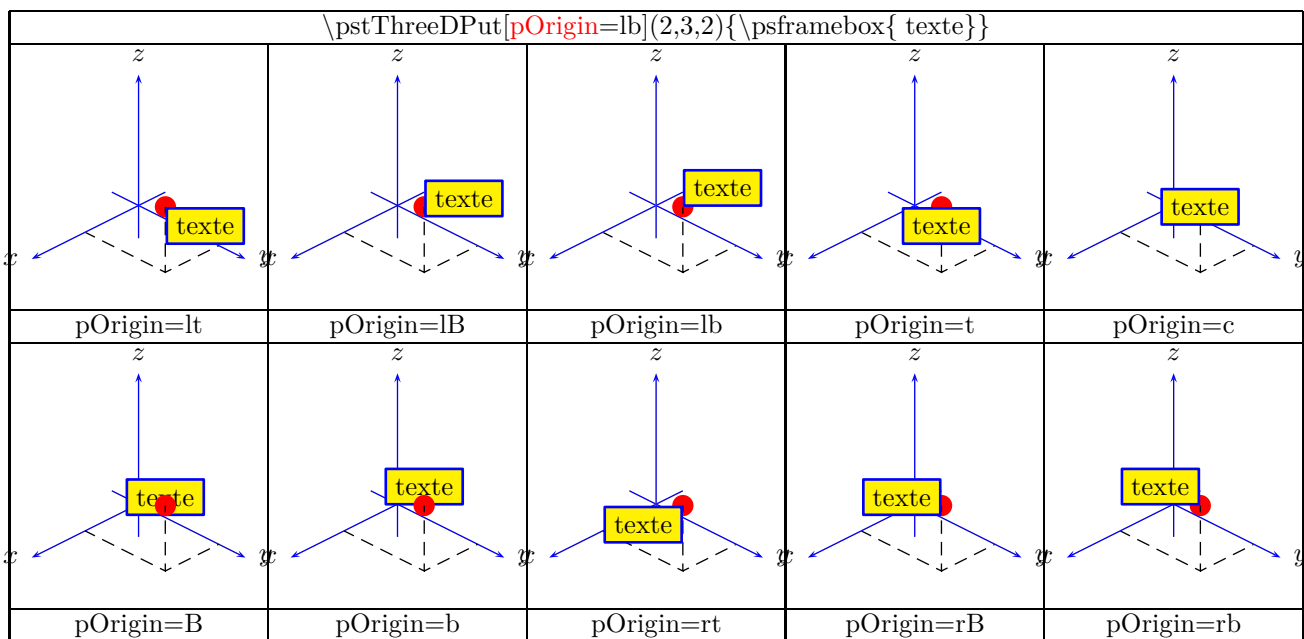 \pstThreeDPut[pOrigin=lb](2,3,2){\psframebox{ texte}}
z z z z z
texte texte texte texte texte
x y x y x y x y x y
pOrigin=lt pOrigin=lB pOrigin=lb pOrigin=t pOrigin=c
z z z z z
texte texte texte texte texte
x y x y x y x y x y
pOrigin=B pOrigin=b pOrigin=rt pOrigin=rB pOrigin=rb